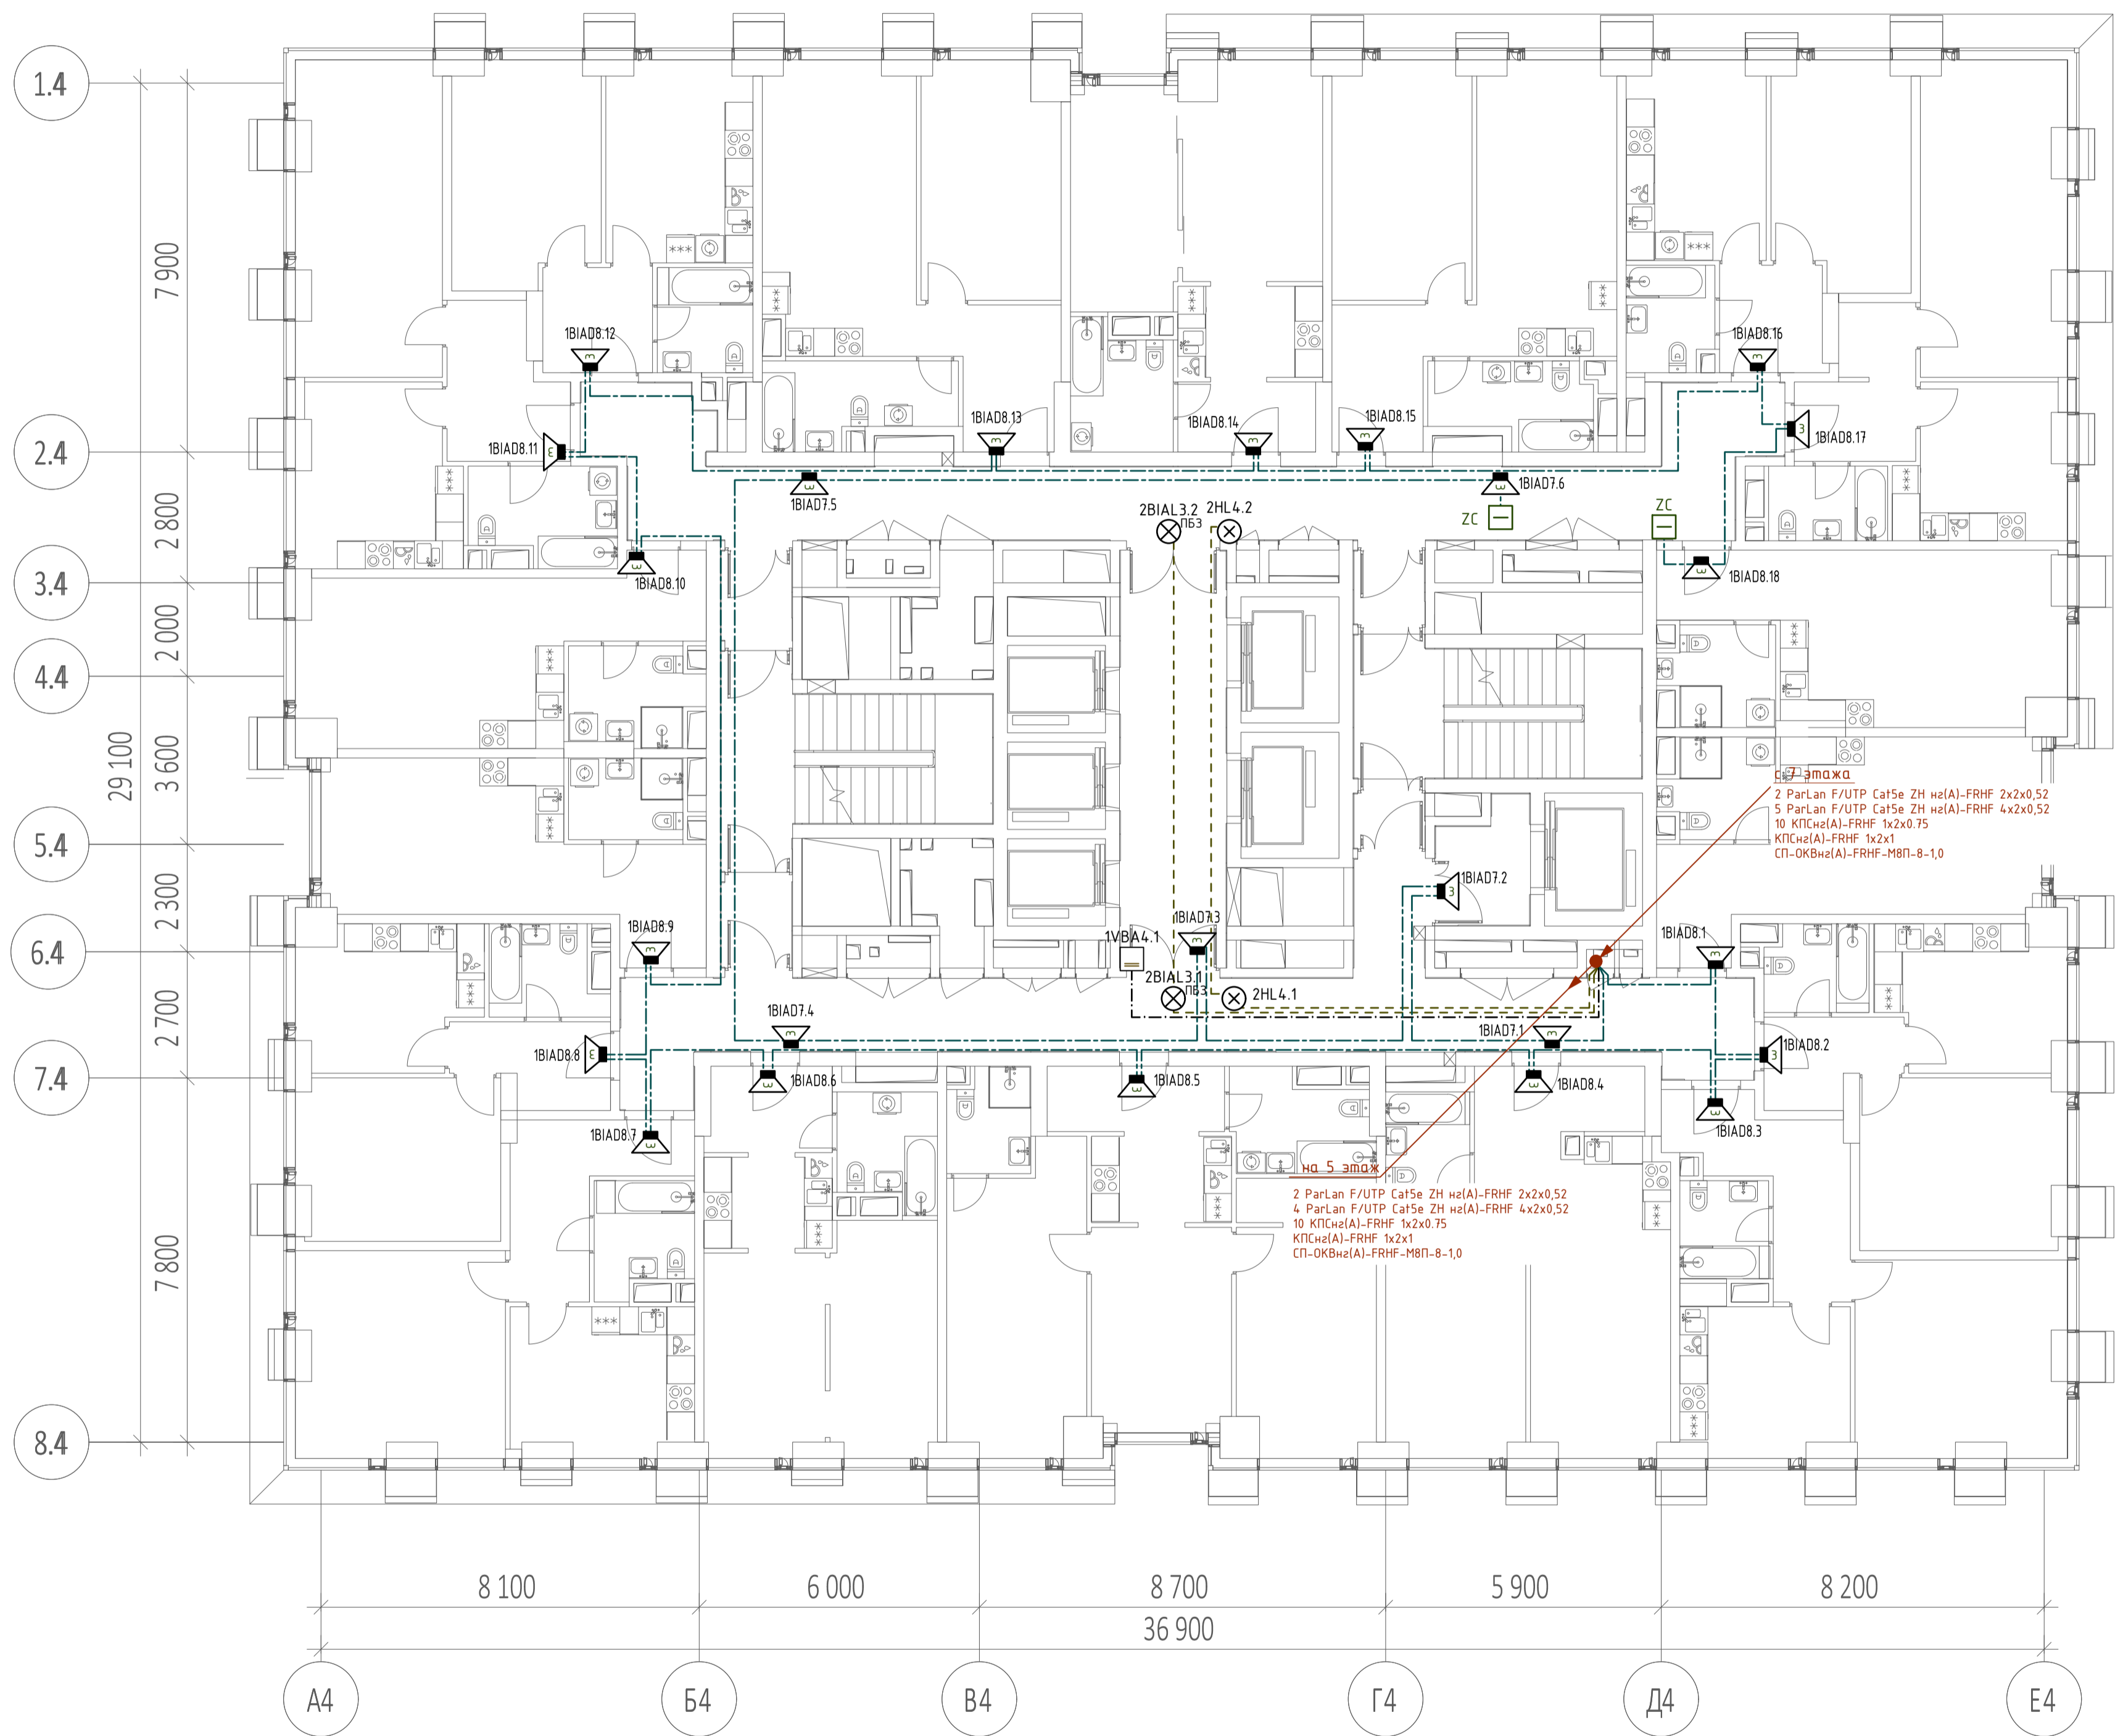 1.4
2.4
3.4
4.4
5.4
6.4
7.4
8.4
7 900
2 800
2 000
3 600
2 300
2 700
7 800
29 100
1BIAD8.12
1BIAD8.11
1BIAD8.13
1BIAD8.14
1BIAD8.15
1BIAD8.16
1BIAD8.17
1BIAD7.5
1BIAD7.6
ZC
ZC
2BIAL3.2
ПБЗ
2HL4.2
1BIAD8.10
1BIAD8.18
с 7 этажа
2 ParLan F/UTP Cat5e ZH нг(А)-FRHF 2x2x0,52
5 ParLan F/UTP Cat5e ZH нг(А)-FRHF 4x2x0,52
10 КПСнг(А)-FRHF 1x2x0.75
КПСнг(А)-FRHF 1x2x1
СП-ОКВнг(А)-FRHF-М8П-8-1,0
1BIAD7.2
1BIAD8.9
1VBA4.1
1BIAD7.3
1BIAD8.1
2BIAL3.1
ПБЗ
2HL4.1
1BIAD7.4
1BIAD7.1
1BIAD8.8
1BIAD8.2
1BIAD8.6
1BIAD8.5
1BIAD8.4
1BIAD8.7
1BIAD8.3
на 5 этаж
2 ParLan F/UTP Cat5e ZH нг(А)-FRHF 2x2x0,52
4 ParLan F/UTP Cat5e ZH нг(А)-FRHF 4x2x0,52
10 КПСнг(А)-FRHF 1x2x0.75
КПСнг(А)-FRHF 1x2x1
СП-ОКВнг(А)-FRHF-М8П-8-1,0
8 100
6 000
8 700
5 900
8 200
36 900
А4
Б4
В4
Г4
Д4
Е4